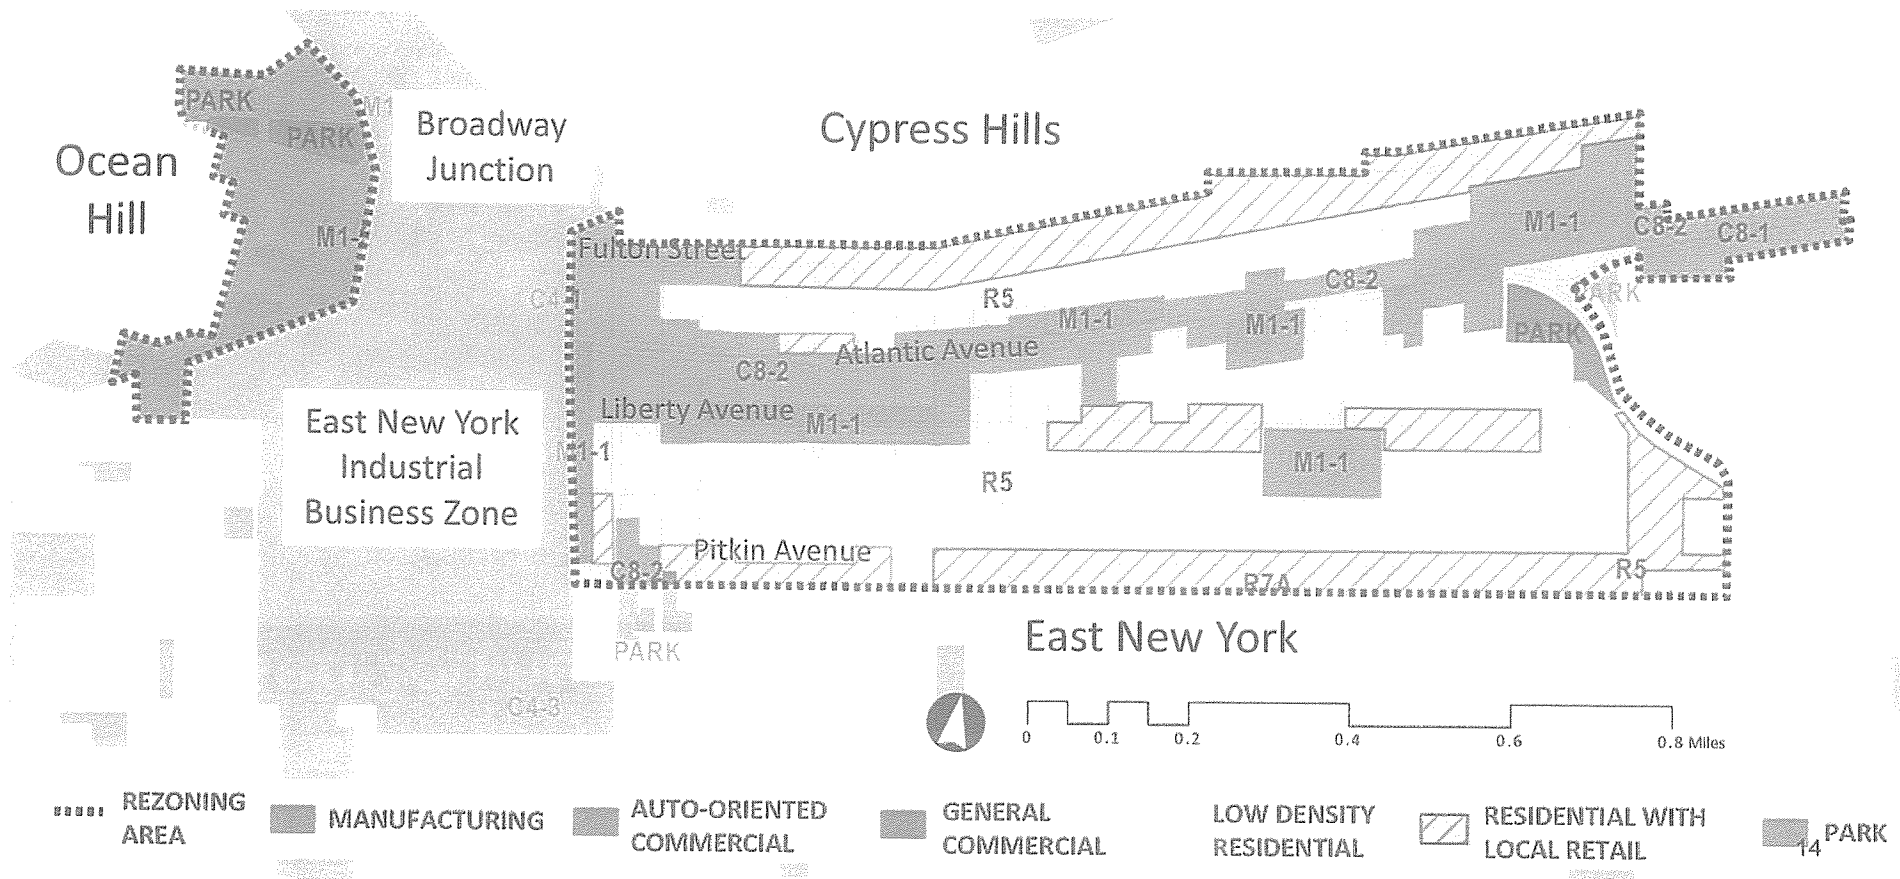 PARK
M1
PARK
Broadway
Junction
Cypress Hills
Ocean
Hill
M1-
Fulton Street
M1-1
C8-2
C8-1
C8-2
PARK
R5
M1-1
M1-1
PARK
Atlantic Avenue
C8-2
Liberty Avenue
M1-1
M1-1
East New York
Industrial
Business Zone
M1-1
R5
Pitkin Avenue
C8-2
R7A
R5
East New York
PARK
C4-3
0
0.1
0.2
0.4
0.6
0.8 Miles
REZONING
AREA
MANUFACTURING
AUTO-ORIENTED
COMMERCIAL
GENERAL
COMMERCIAL
LOW DENSITY
RESIDENTIAL
RESIDENTIAL WITH
LOCAL RETAIL
PARK
14